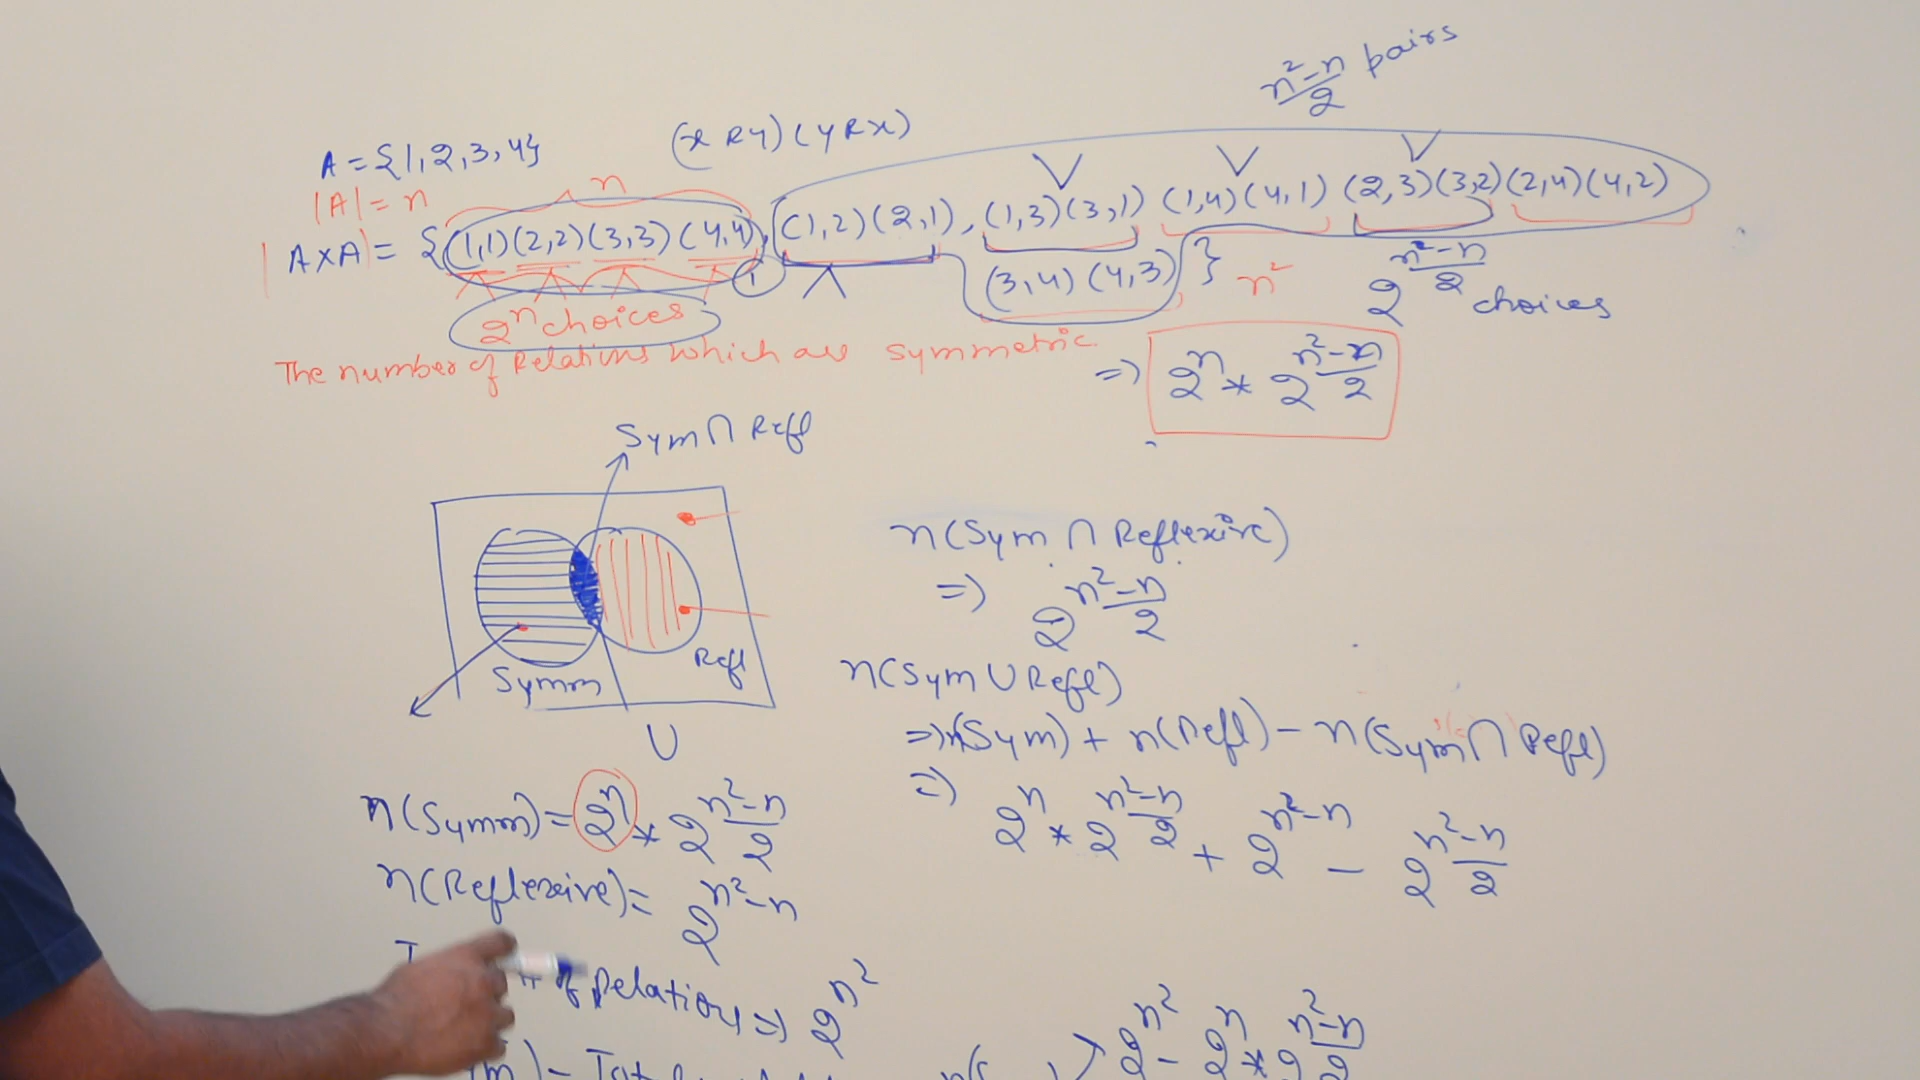 n²-n/2 pairs
A = {1,2,3,4}
(x R y) (y R x)
|A| = n
n
|A×A| = {(1,1)(2,2)(3,3)(4,4), (1,2)(2,1), (1,3)(3,1) (1,4)(4,1) (2,3)(3,2)(2,4)(4,2)
(3,4)(4,3) }
n²
1
2^n choices
2^(n²-n/2) choices
The number of Relations which are symmetric
=> 2^n * 2^(n²-n/2)
Sym ∩ Refl
Symm
Refl
U
n(Sym ∩ Reflexive)
=> 2^(n²-n/2)
n(Sym ∪ Refl)
=> n(Sym) + n(Refl) - n(Sym ∩ Refl)
=> 2^n * 2^(n²-n/2) + 2^(n²-n) - 2^(n²-n/2)
n(Symm) = 2^n * 2^(n²-n/2)
n(Reflexive) = 2^(n²-n)
of Relations => 2^(n²)
2^(n²) - 2^n * 2^(n²-n/2)